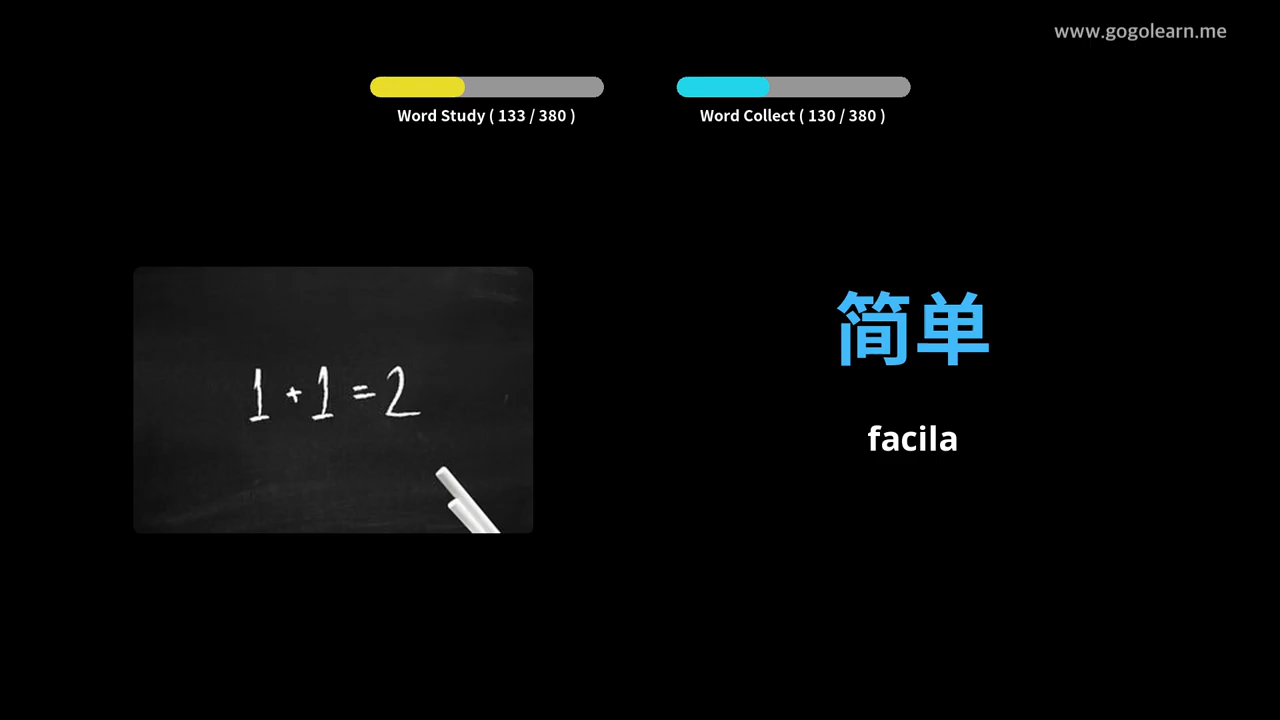 www.gogolearn.me
Word Study ( 133 / 380 )
Word Collect ( 130 / 380 )
1 + 1 = 2
简单
facila